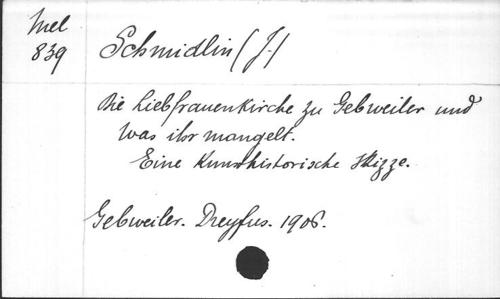 Mel
839
Schmidlin (J.)
Die Liebfrauenkirche zu Gebweiler und
was ihr mangelt.
Eine Kunsthistorische Skizze.
Gebweiler. Dreyfus. 1906.